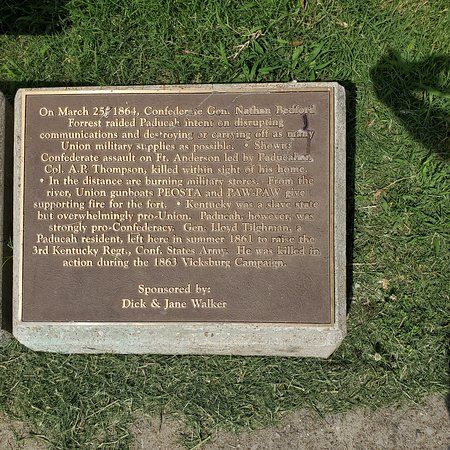 On March 25, 1864, Confederate Gen. Nathan Bedford
Forrest raided Paducah intent on disrupting
communications and destroying or carrying off as many
Union military supplies as possible. • Shown:
Confederate assault on Ft. Anderson led by Paducahan,
Col. A.P. Thompson, killed within sight of his home.
• In the distance are burning military stores. From the
river, Union gunboats PEOSTA and PAW-PAW give
supporting fire for the fort. • Kentucky was a slave state
but overwhelmingly pro-Union. Paducah, however, was
strongly pro-Confederacy. Gen. Lloyd Tilghman, a
Paducah resident, left here in summer 1861 to raise the
3rd Kentucky Regt., Conf. States Army. He was killed in
action during the 1863 Vicksburg Campaign.
Sponsored by:
Dick & Jane Walker